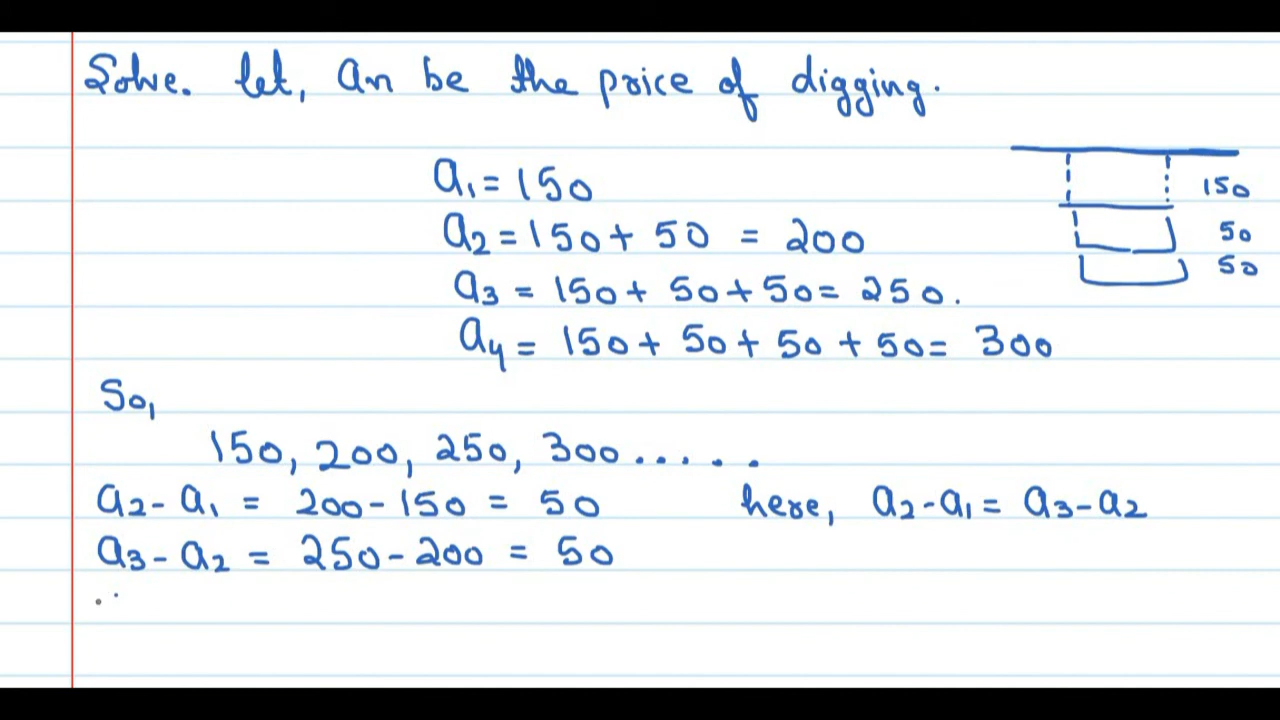 Solve. let, an be the price of digging.
a1 = 150
150
a2 = 150 + 50 = 200
50
a3 = 150 + 50 + 50 = 250.
50
a4 = 150 + 50 + 50 + 50 = 300
So,
150, 200, 250, 300 . . . . .
a2 - a1 = 200 - 150 = 50 here, a2 - a1 = a3 - a2
a3 - a2 = 250 - 200 = 50